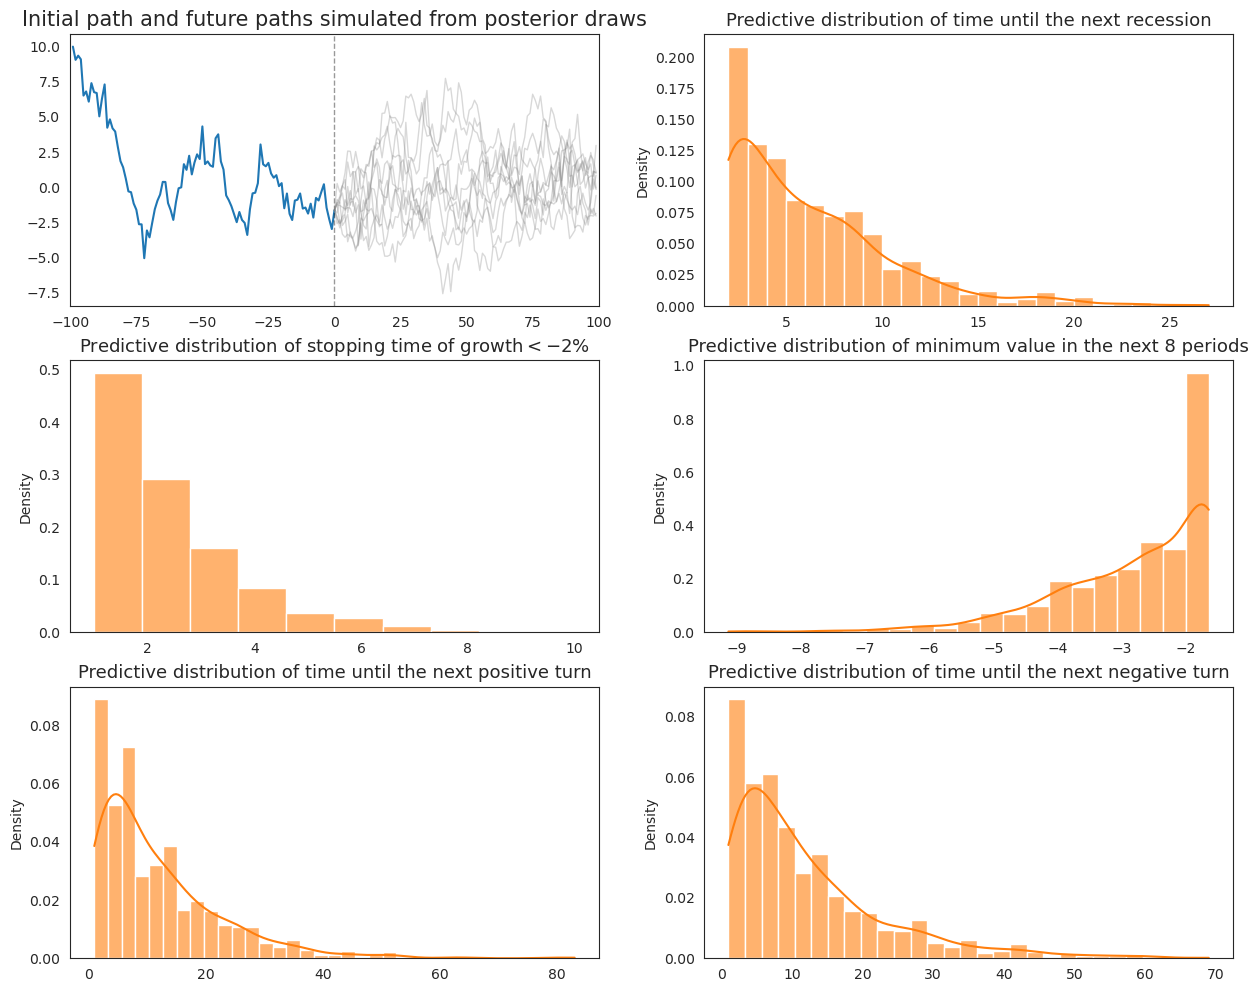 Initial path and future paths simulated from posterior draws
10.0
7.5
5.0
2.5
0.0
−2.5
−5.0
−7.5
−100 −75 −50 −25 0 25 50 75 100
Predictive distribution of time until the next recession
Density
0.200
0.175
0.150
0.125
0.100
0.075
0.050
0.025
0.000
5 10 15 20 25
Predictive distribution of stopping time of growth < −2%
Density
0.5
0.4
0.3
0.2
0.1
0.0
2 4 6 8 10
Predictive distribution of minimum value in the next 8 periods
Density
1.0
0.8
0.6
0.4
0.2
0.0
−9 −8 −7 −6 −5 −4 −3 −2
Predictive distribution of time until the next positive turn
Density
0.08
0.06
0.04
0.02
0.00
0 20 40 60 80
Predictive distribution of time until the next negative turn
Density
0.08
0.06
0.04
0.02
0.00
0 10 20 30 40 50 60 70